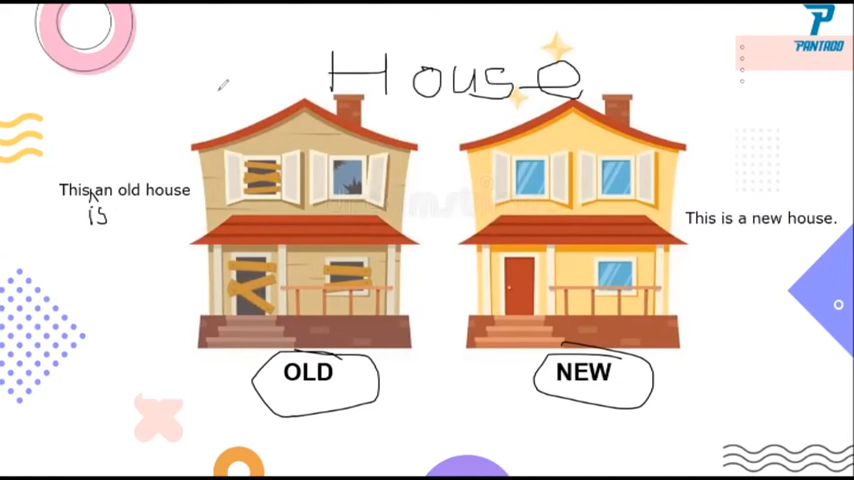 House
PANTADO
This an old house
is
This is a new house.
OLD
NEW